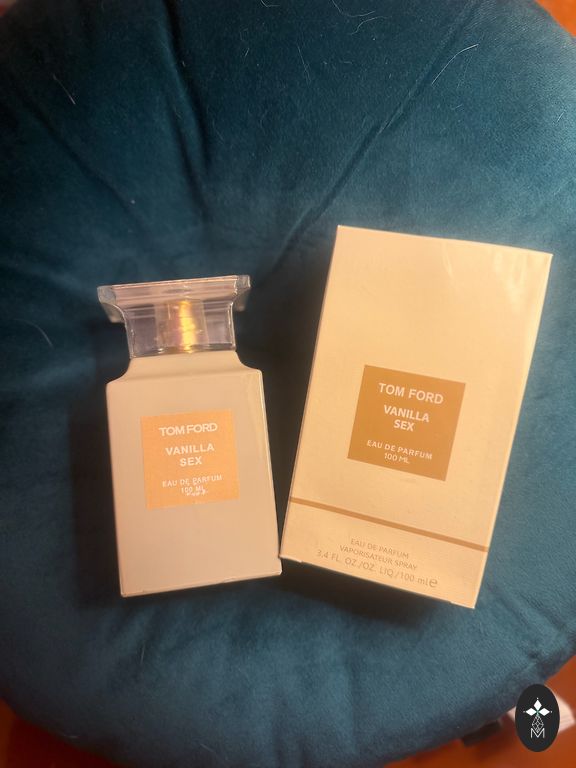 TOM FORD
VANILLA
SEX
EAU DE PARFUM
100 ML
TOM FORD
VANILLA
SEX
EAU DE PARFUM
100 ML
EAU DE PARFUM
VAPORISATEUR SPRAY
3.4 FL. OZ./OZ. LIQ./100 ml e